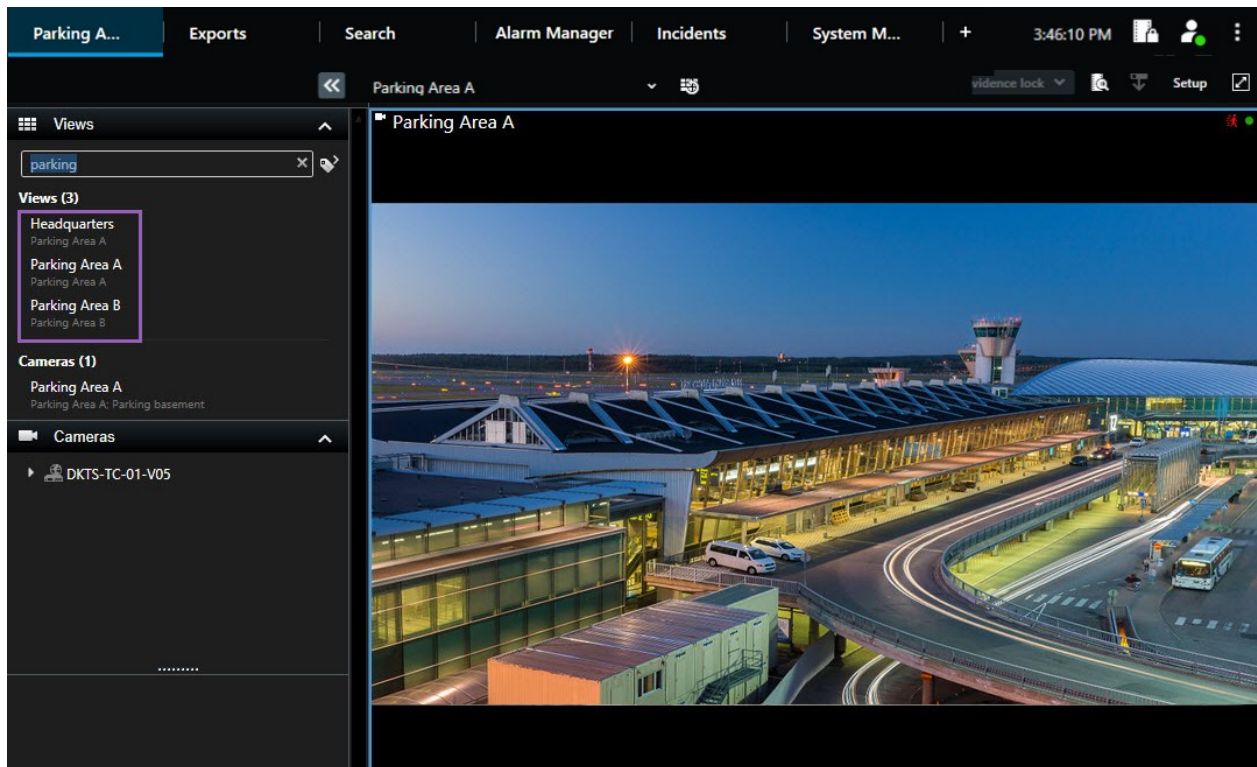 Parking A...
Exports
Search
Alarm Manager
Incidents
System M...
+
3:46:10 PM
Parking Area A
vidence lock
Setup
Views
Parking Area A
parking
Views (3)
Headquarters
Parking Area A
Parking Area A
Parking Area A
Parking Area B
Parking Area B
Cameras (1)
Parking Area A
Parking Area A; Parking basement
Cameras
DKTS-TC-01-V05